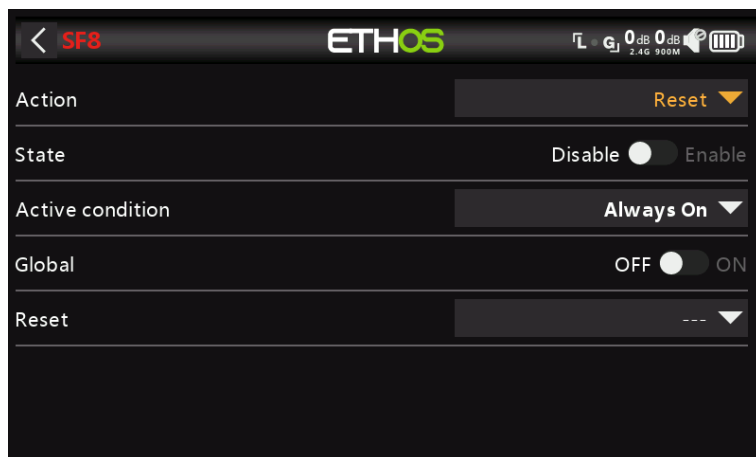 SF8 ETHOS L G 0dB 0dB
2.4G 900M
Action Reset
State Disable Enable
Active condition Always On
Global OFF ON
Reset ---